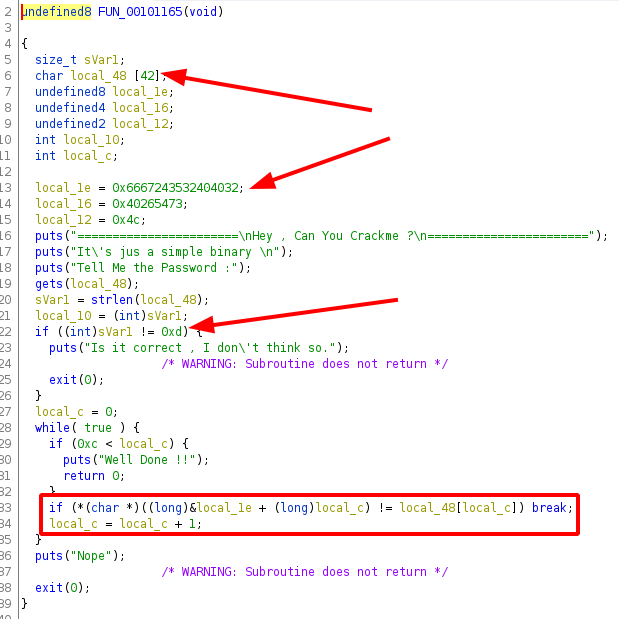 2 undefined8 FUN_00101165(void)
3
4 {
5 size_t sVar1;
6 char local_48 [42];
7 undefined8 local_1e;
8 undefined4 local_16;
9 undefined2 local_12;
10 int local_10;
11 int local_c;
12
13 local_1e = 0x6667243532404032;
14 local_16 = 0x40265473;
15 local_12 = 0x4c;
16 puts("=======================\nHey , Can You Crackme ?\n=======================");
17 puts("It\'s jus a simple binary \n");
18 puts("Tell Me the Password :");
19 gets(local_48);
20 sVar1 = strlen(local_48);
21 local_10 = (int)sVar1;
22 if ((int)sVar1 != 0xd) {
23 puts("Is it correct , I don\'t think so.");
24 /* WARNING: Subroutine does not return */
25 exit(0);
26 }
27 local_c = 0;
28 while( true ) {
29 if (0xc < local_c) {
30 puts("Well Done !!");
31 return 0;
32 }
33 if (*(char *)((long)&local_1e + (long)local_c) != local_48[local_c]) break;
34 local_c = local_c + 1;
35 }
36 puts("Nope");
37 /* WARNING: Subroutine does not return */
38 exit(0);
39 }